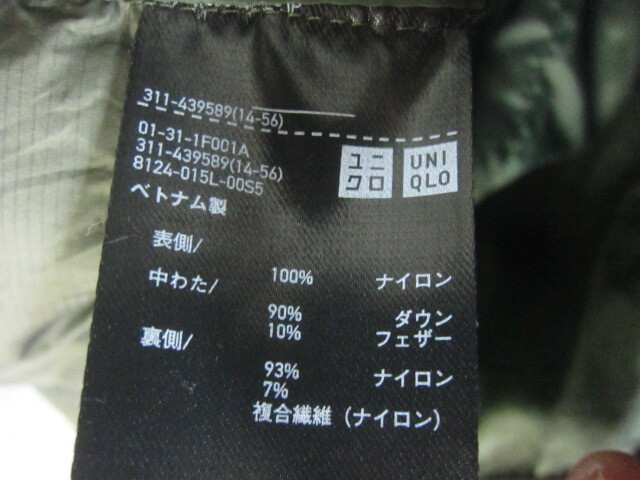 311-439589(14-56)
01-31-1F001A
311-439589(14-56)
8124-015L-00S5
ユニ
クロ
UNI
QLO
ベトナム製
表側/
100% ナイロン
中わた/
90% ダウン
10% フェザー
裏側/
93% ナイロン
7%
複合繊維 (ナイロン)